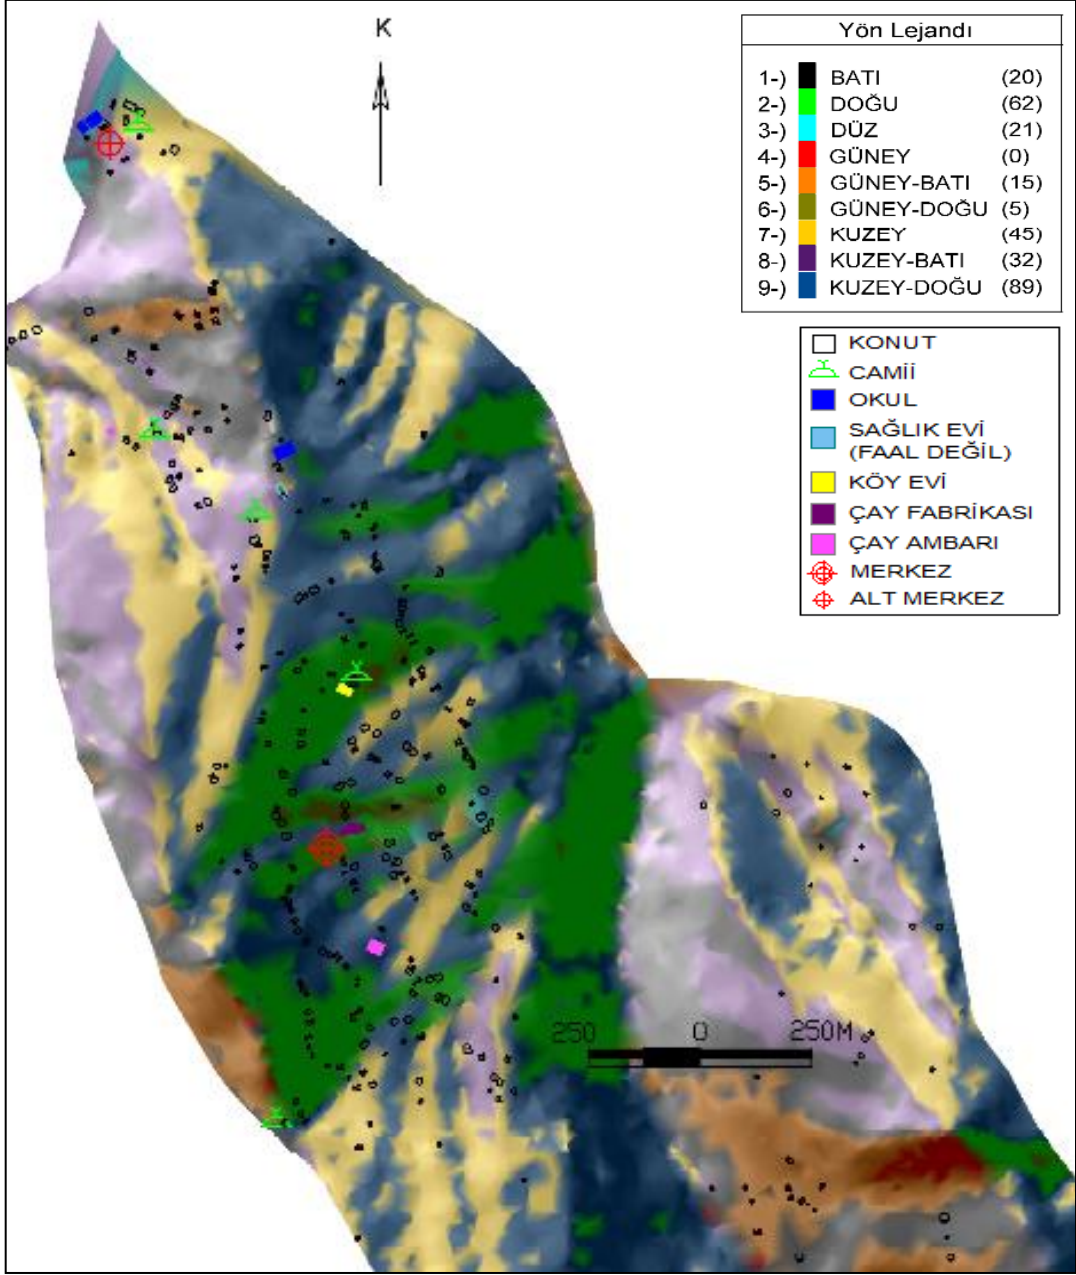 K
Yön Lejandı
1-) BATI (20)
2-) DOĞU (62)
3-) DÜZ (21)
4-) GÜNEY (0)
5-) GÜNEY-BATI (15)
6-) GÜNEY-DOĞU (5)
7-) KUZEY (45)
8-) KUZEY-BATI (32)
9-) KUZEY-DOĞU (89)
KONUT
CAMİİ
OKUL
SAĞLIK EVİ
(FAAL DEĞİL)
KÖY EVİ
ÇAY FABRİKASI
ÇAY AMBARI
MERKEZ
ALT MERKEZ
250 0 250M